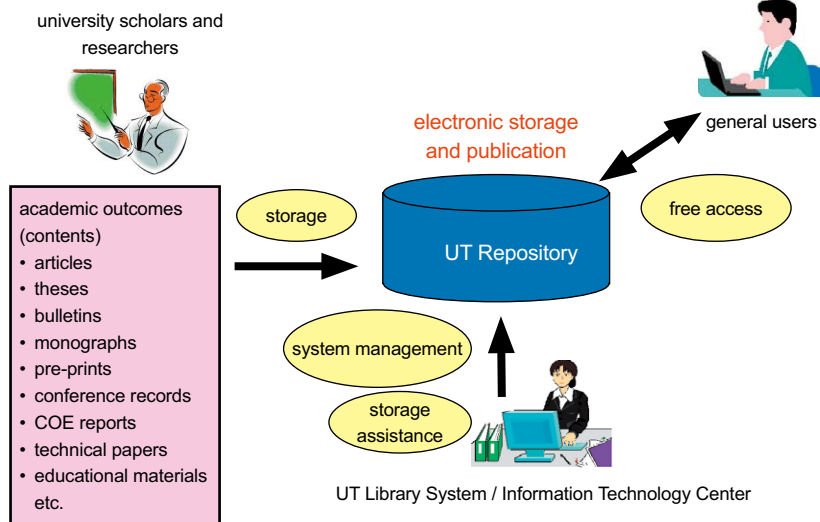 university scholars and
researchers
general users
electronic storage
and publication
academic outcomes
(contents)
• articles
• theses
• bulletins
• monographs
• pre-prints
• conference records
• COE reports
• technical papers
• educational materials
etc.
storage
free access
UT Repository
system management
storage
assistance
UT Library System / Information Technology Center